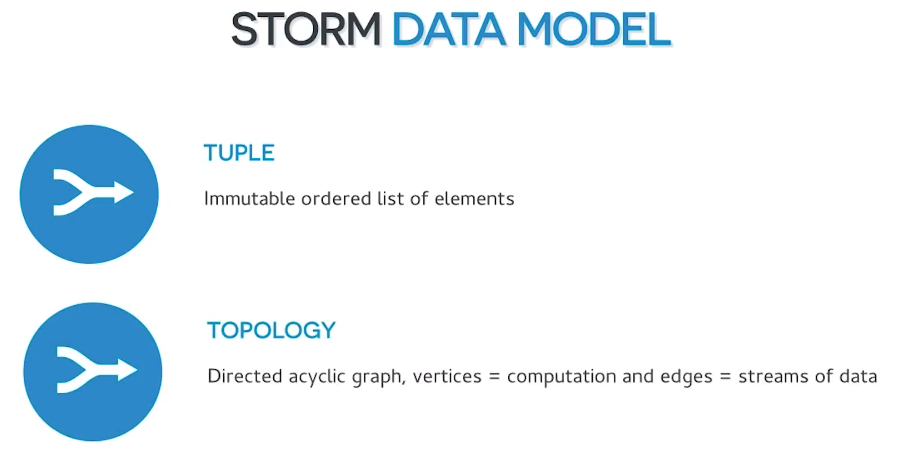 STORM DATA MODEL
TUPLE
Immutable ordered list of elements
TOPOLOGY
Directed acyclic graph, vertices = computation and edges = streams of data